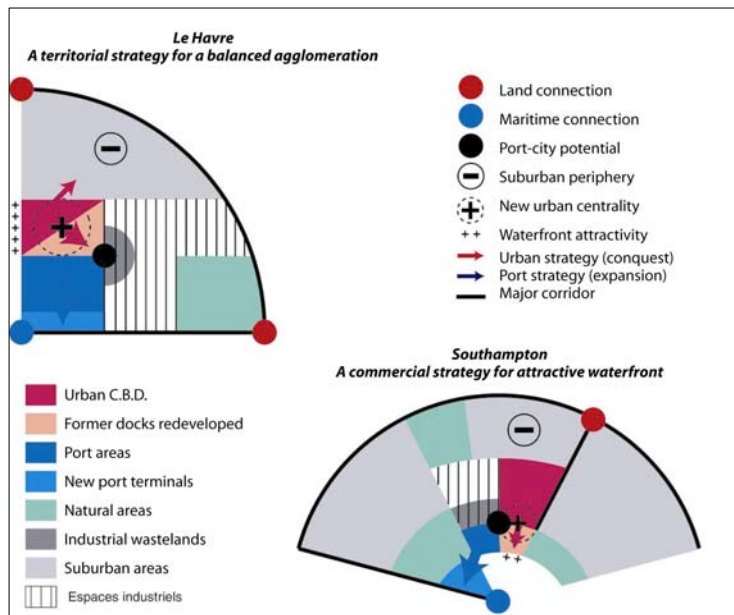 Le Havre
A territorial strategy for a balanced agglomeration
Land connection
Maritime connection
Port-city potential
Suburban periphery
New urban centrality
Waterfront attractivity
Urban strategy (conquest)
Port strategy (expansion)
Major corridor
Southampton
A commercial strategy for attractive waterfront
Urban C.B.D.
Former docks redeveloped
Port areas
New port terminals
Natural areas
Industrial wastelands
Suburban areas
Espaces industriels